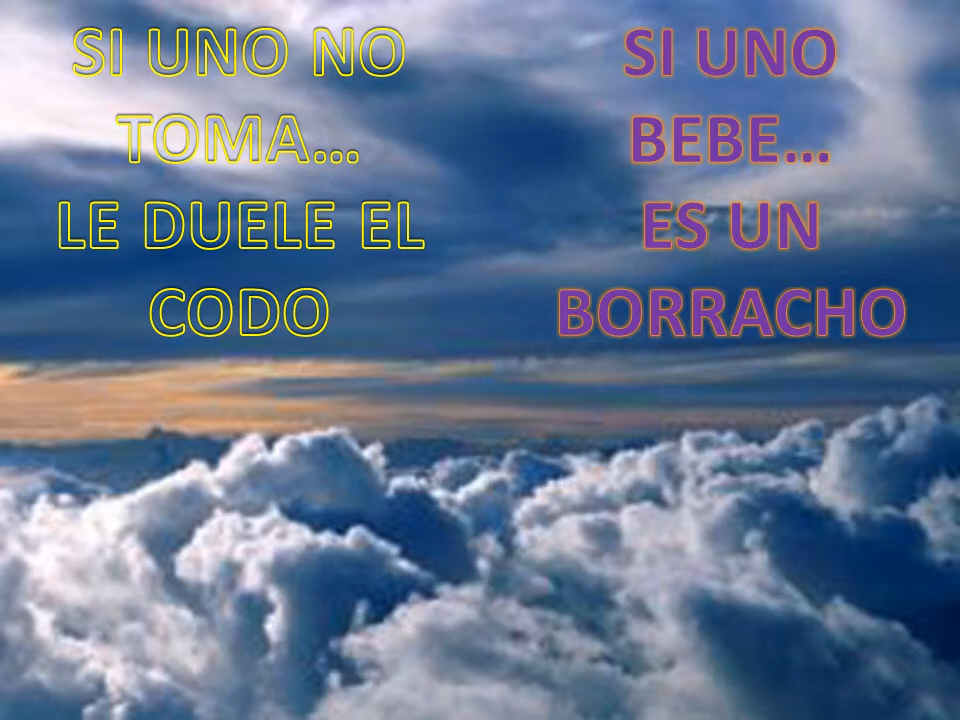 SI UNO NO
TOMA...
LE DUELE EL
CODO
SI UNO
BEBE...
ES UN
BORRACHO